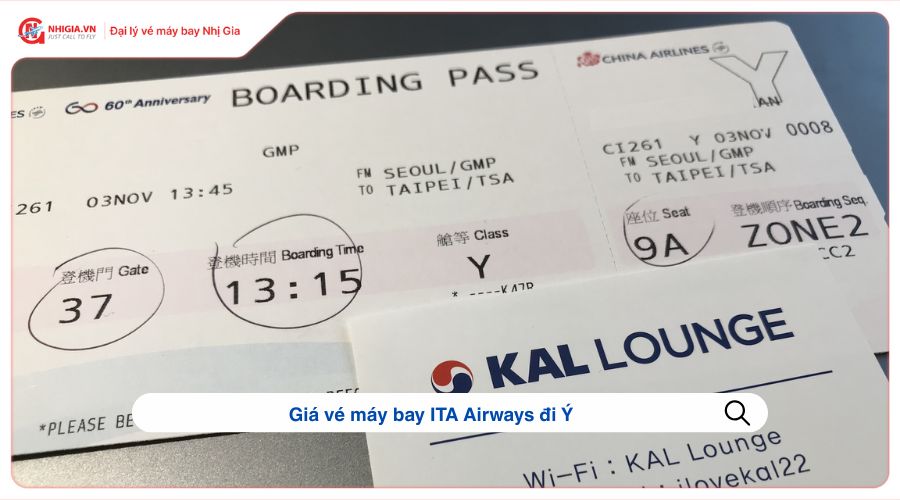 NHIGIA.VN
JUST CALL TO FLY
Đại lý vé máy bay Nhị Gia
60th Anniversary
BOARDING PASS
CHINA AIRLINES
Y
AN
GMP
261 03NOV 13:45
FM SEOUL/GMP
TO TAIPEI/TSA
CI261 Y 03NOV 0008
FM SEOUL/GMP
TO TAIPEI/TSA
登機門 Gate
37
登機時間 Boarding Time
13:15
艙等 Class
Y
座位 Seat
9A
登機順序 Boarding Seq.
ZONE2
*PLEASE BE
KAL LOUNGE
Giá vé máy bay ITA Airways đi Ý
Wi-Fi : KAL Lounge
ilovekal22